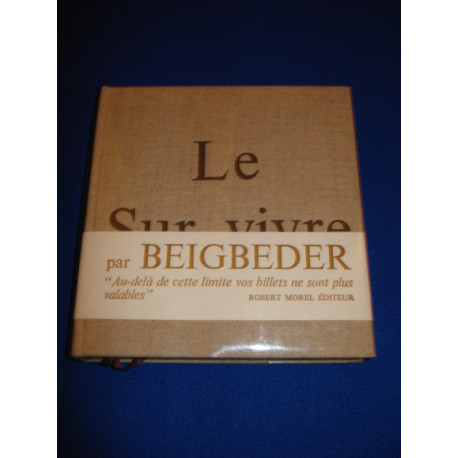 Le
Sur vivre
par BEIGBEDER
“Au-delà de cette limite vos billets ne sont plus
valables”
ROBERT MOREL ÉDITEUR